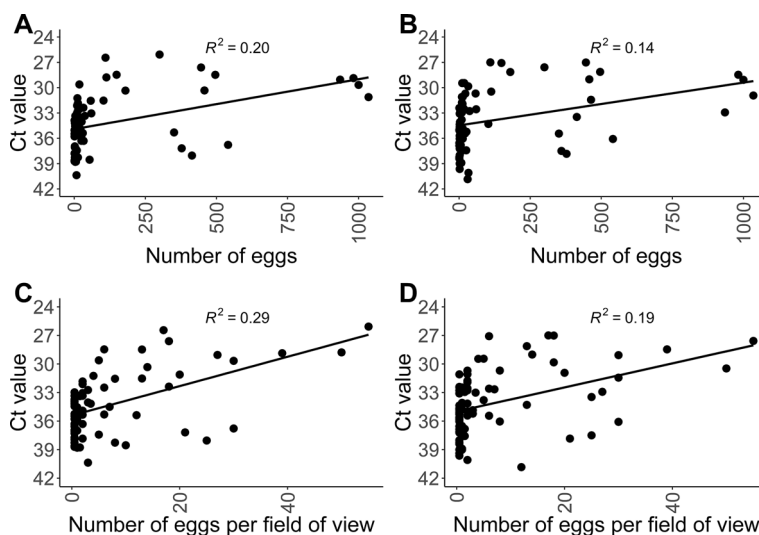 A
Ct value
24
27
30
33
36
39
42
R² = 0.20
0
250
500
750
1000
Number of eggs
B
Ct value
24
27
30
33
36
39
42
R² = 0.14
0
250
500
750
1000
Number of eggs
C
Ct value
24
27
30
33
36
39
42
R² = 0.29
0
20
40
Number of eggs per field of view
D
Ct value
24
27
30
33
36
39
42
R² = 0.19
0
20
40
Number of eggs per field of view